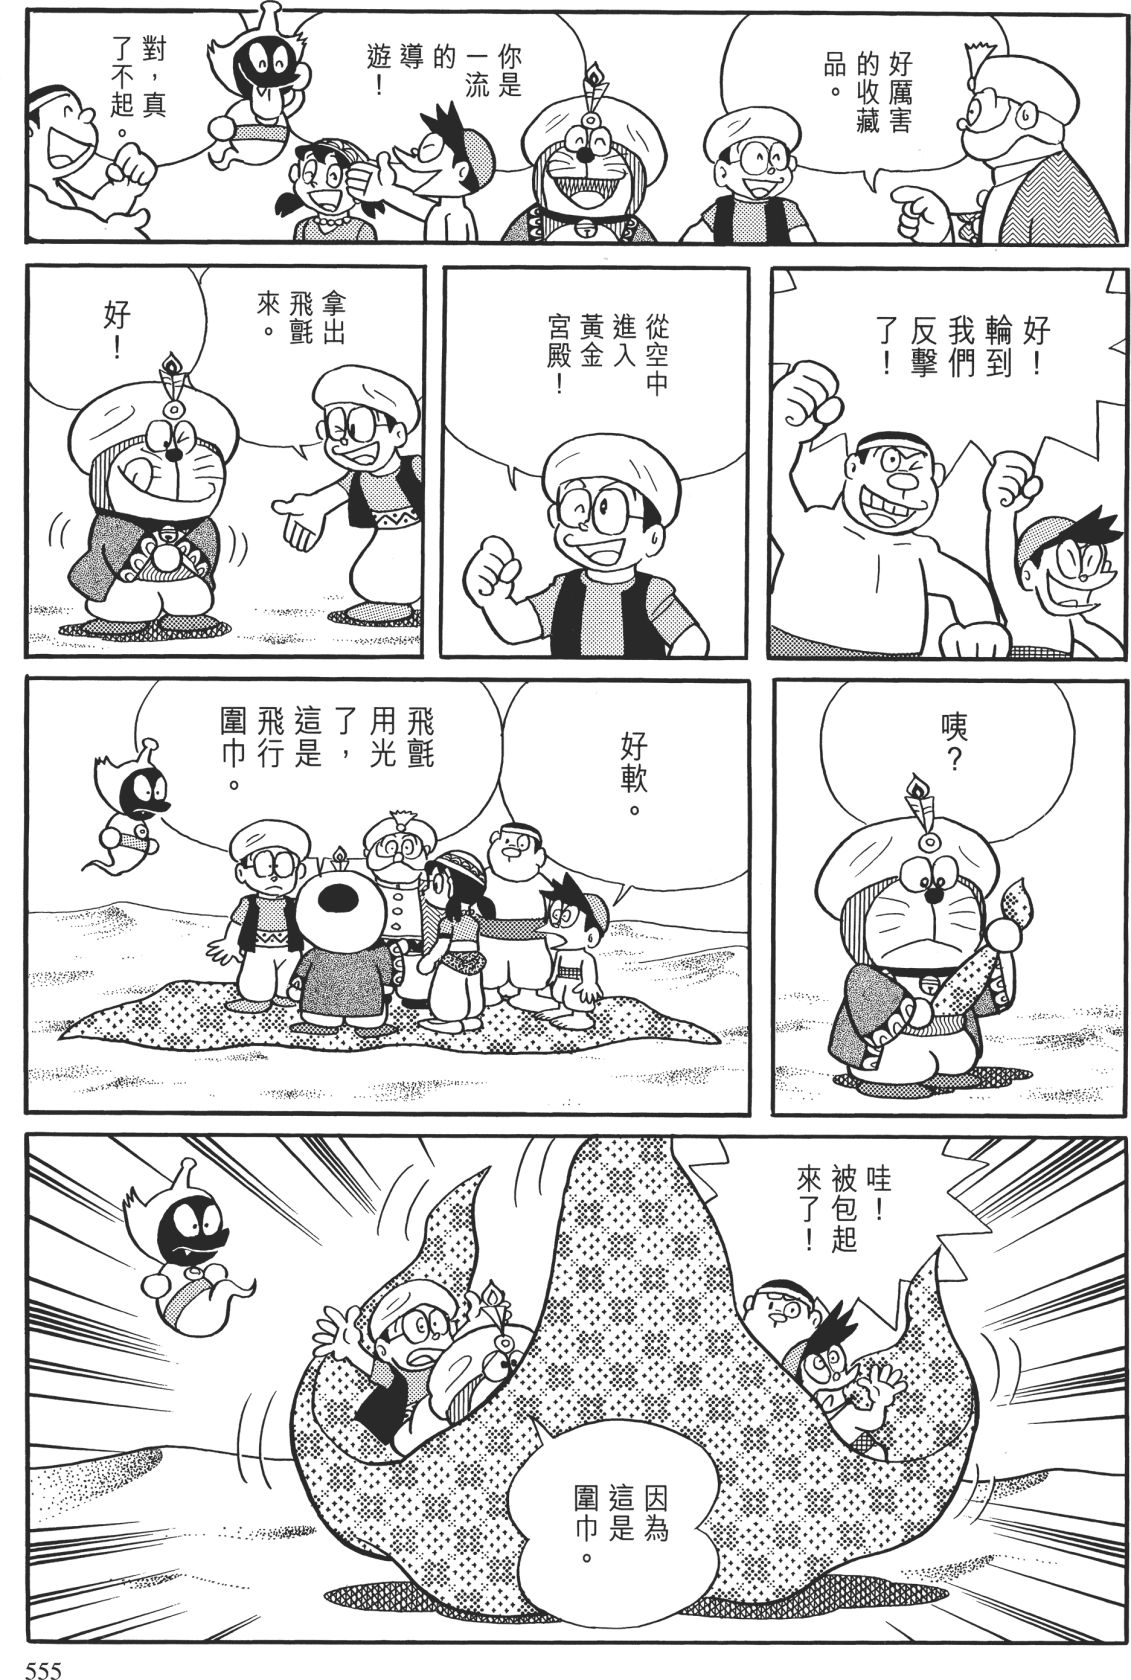 好厲害
的收藏
品。
你是
一流
的
導
遊！
對，真
了不起。
好！
輪到
我們
反擊
了！
從空中
進入
黃金
宮殿！
拿出
飛氈
來。
好！
咦？
好軟。
飛氈
用光
了，
這是
飛行
圍巾。
哇！
被包起
來了！
因為
這是
圍巾。
555